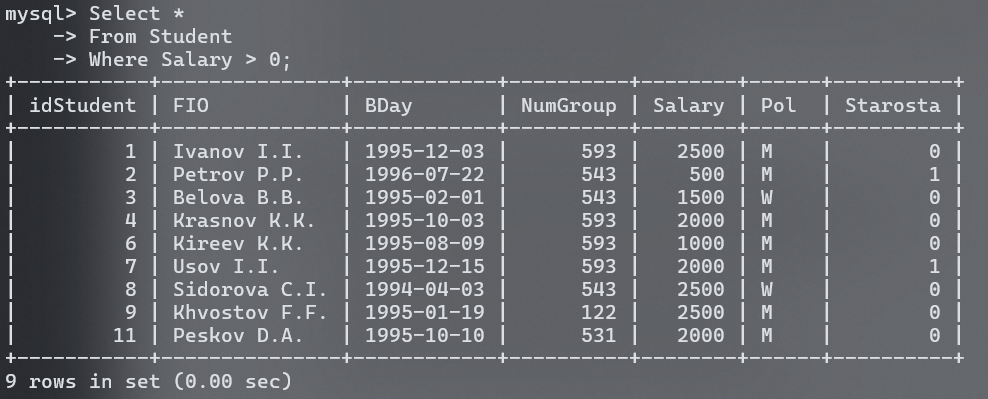 mysql> Select *
    -> From Student
    -> Where Salary > 0;
+-----------+---------------+------------+----------+--------+------+----------+
| idStudent | FIO           | BDay       | NumGroup | Salary | Pol  | Starosta |
+-----------+---------------+------------+----------+--------+------+----------+
|         1 | Ivanov I.I.   | 1995-12-03 |      593 |   2500 | M    |        0 |
|         2 | Petrov P.P.   | 1996-07-22 |      543 |    500 | M    |        1 |
|         3 | Belova B.B.   | 1995-02-01 |      543 |   1500 | W    |        0 |
|         4 | Krasnov K.K.  | 1995-10-03 |      593 |   2000 | M    |        0 |
|         6 | Kireev K.K.   | 1995-08-09 |      593 |   1000 | M    |        0 |
|         7 | Usov I.I.     | 1995-12-15 |      593 |   2000 | M    |        1 |
|         8 | Sidorova C.I. | 1994-04-03 |      543 |   2500 | W    |        0 |
|         9 | Khvostov F.F. | 1995-01-19 |      122 |   2500 | M    |        0 |
|        11 | Peskov D.A.   | 1995-10-10 |      531 |   2000 | M    |        0 |
+-----------+---------------+------------+----------+--------+------+----------+
9 rows in set (0.00 sec)